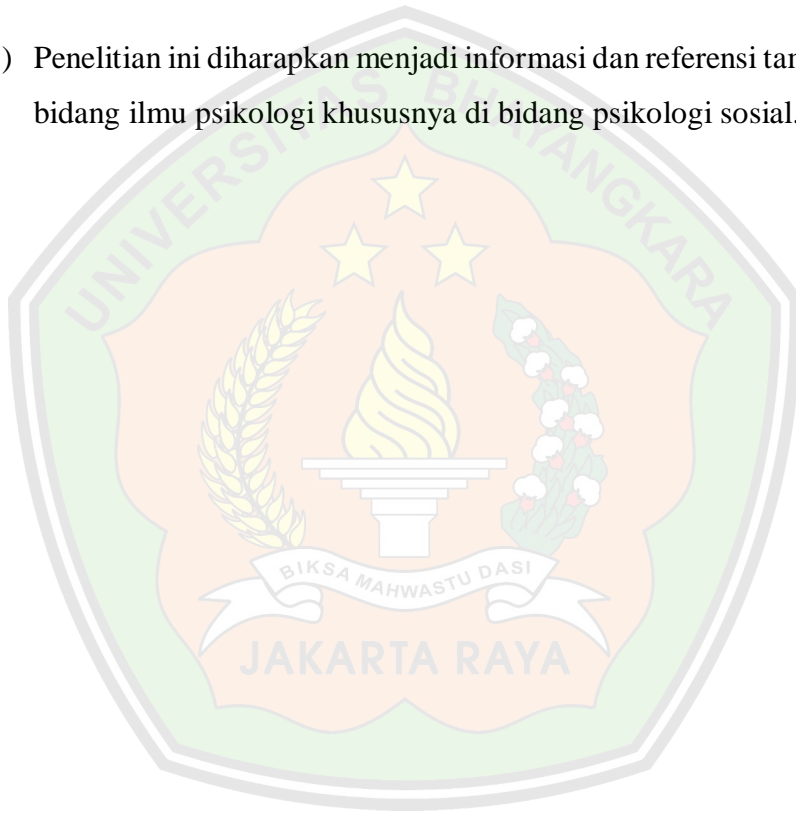 ) Penelitian ini diharapkan menjadi informasi dan referensi
bidang ilmu psikologi khususnya di bidang psikologi sosial.
UNIVERSITAS BHAYANGKARA
BIKSA MAHWASTU DASI
JAKARTA RAYA